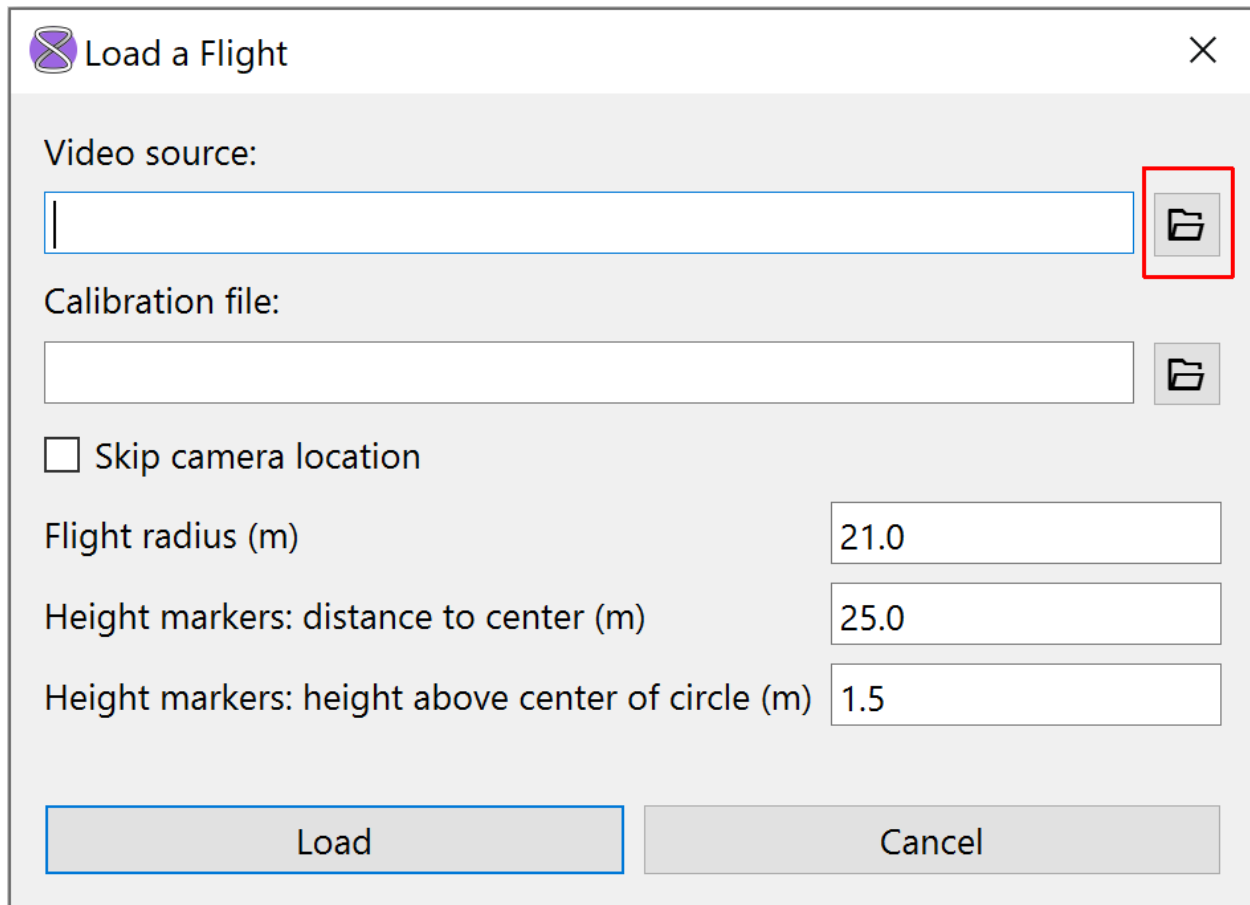 Load a Flight
Video source:
Calibration file:
Skip camera location
Flight radius (m)
21.0
Height markers: distance to center (m)
25.0
Height markers: height above center of circle (m)
1.5
Load
Cancel